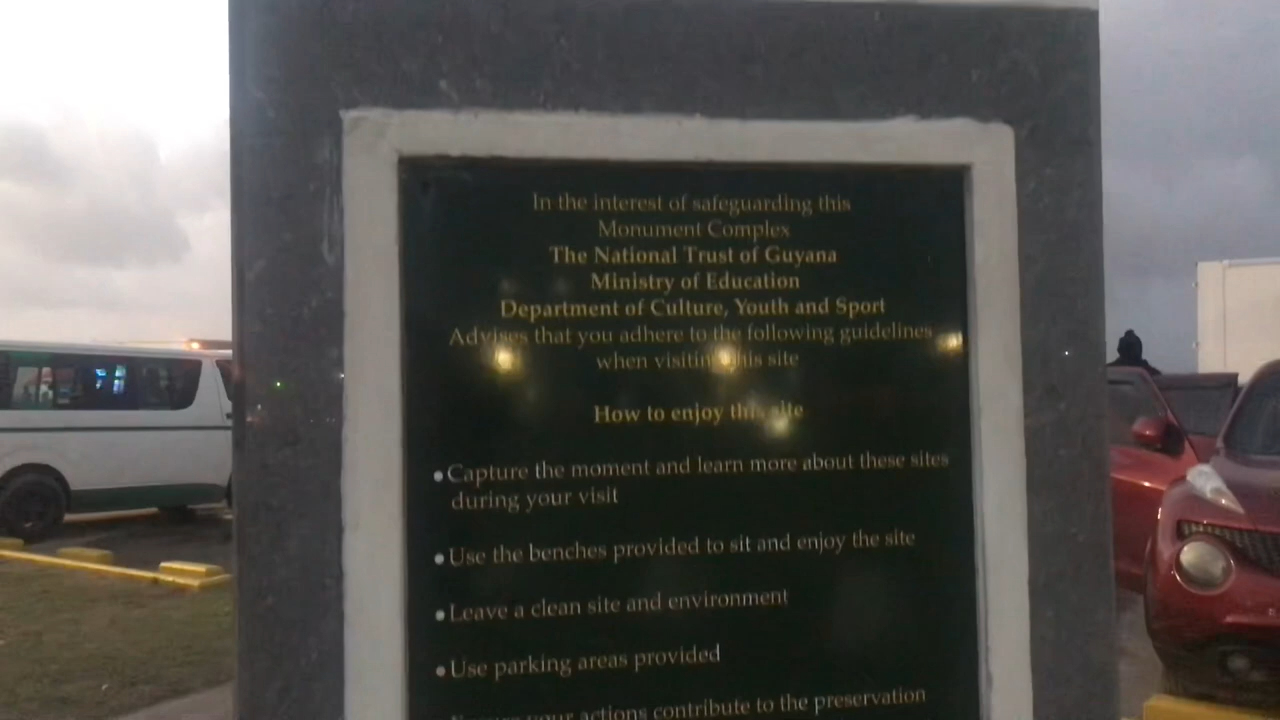 In the interest of safeguarding this
Monument Complex
The National Trust of Guyana
Ministry of Education
Department of Culture, Youth and Sport
Advises that you adhere to the following guidelines
when visiting this site
How to enjoy this site
• Capture the moment and learn more about these sites
during your visit
• Use the benches provided to sit and enjoy the site
• Leave a clean site and environment
• Use parking areas provided
your actions contribute to the preservation